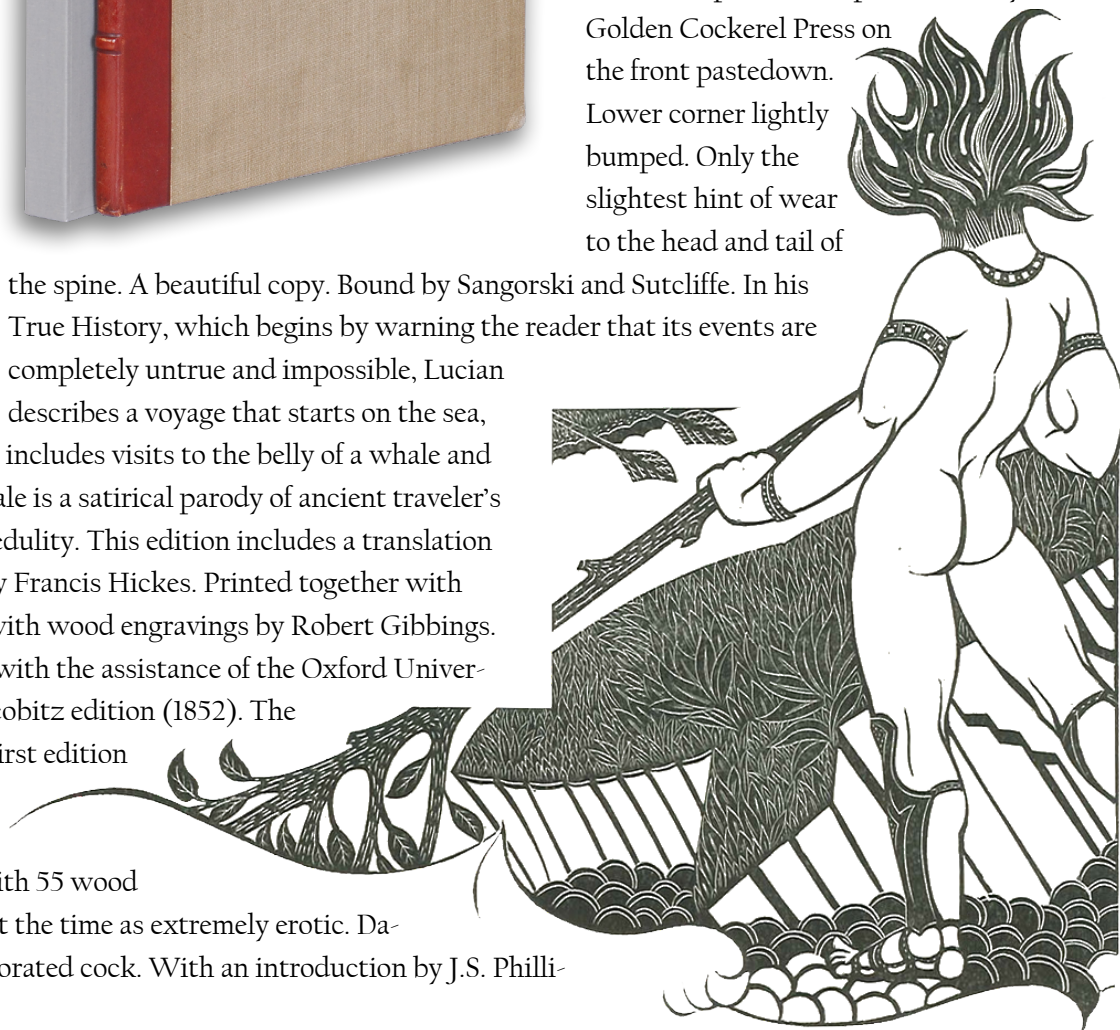 Golden Cockerel Press on
the front pastedown.
Lower corner lightly
bumped. Only the
slightest hint of wear
to the head and tail of
the spine. A beautiful copy. Bound by Sangorski and Sutcliffe. In his
True History, which begins by warning the reader that its events are
completely untrue and impossible, Lucian
describes a voyage that starts on the sea,
includes visits to the belly of a whale and
ale is a satirical parody of ancient traveler's
edulity. This edition includes a translation
y Francis Hickes. Printed together with
with wood engravings by Robert Gibbings.
with the assistance of the Oxford Univer-
cobitz edition (1852). The
irst edition
ith 55 wood
t the time as extremely erotic. Da-
orated cock. With an introduction by J.S. Philli-